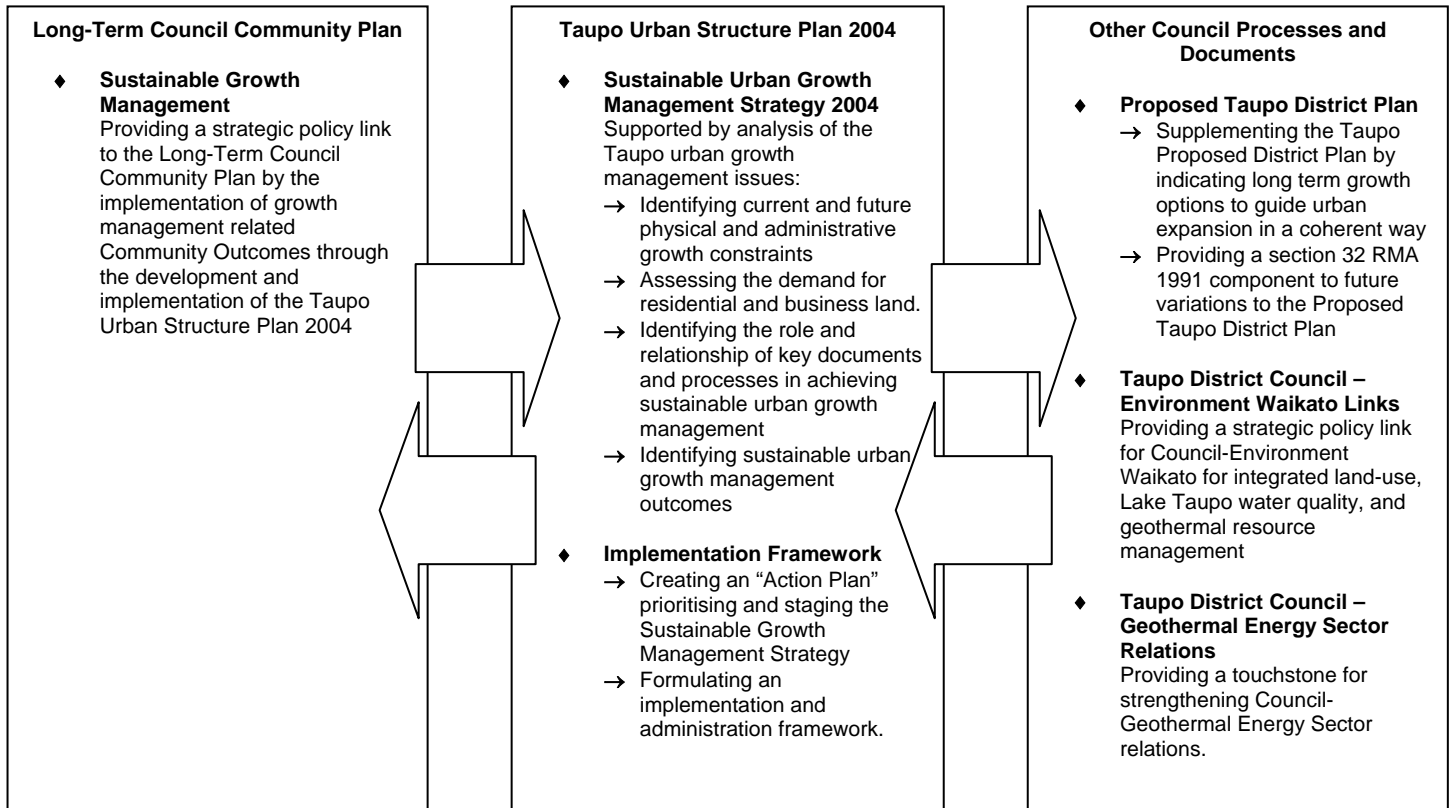 Long-Term Council Community Plan
♦ Sustainable Growth
Management
Providing a strategic policy link
to the Long-Term Council
Community Plan by the
implementation of growth
management related
Community Outcomes through
the development and
implementation of the Taupo
Urban Structure Plan 2004
Taupo Urban Structure Plan 2004
♦ Sustainable Urban Growth
Management Strategy 2004
Supported by analysis of the
Taupo urban growth
management issues:
→ Identifying current and future
physical and administrative
growth constraints
→ Assessing the demand for
residential and business land.
→ Identifying the role and
relationship of key documents
and processes in achieving
sustainable urban growth
management
→ Identifying sustainable urban
growth management
outcomes
♦ Implementation Framework
→ Creating an “Action Plan”
prioritising and staging the
Sustainable Growth
Management Strategy
→ Formulating an
implementation and
administration framework.
Other Council Processes and
Documents
♦ Proposed Taupo District Plan
→ Supplementing the Taupo
Proposed District Plan by
indicating long term growth
options to guide urban
expansion in a coherent way
→ Providing a section 32 RMA
1991 component to future
variations to the Proposed
Taupo District Plan
♦ Taupo District Council –
Environment Waikato Links
Providing a strategic policy link
for Council-Environment
Waikato for integrated land-use,
Lake Taupo water quality, and
geothermal resource
management
♦ Taupo District Council –
Geothermal Energy Sector
Relations
Providing a touchstone for
strengthening Council-
Geothermal Energy Sector
relations.